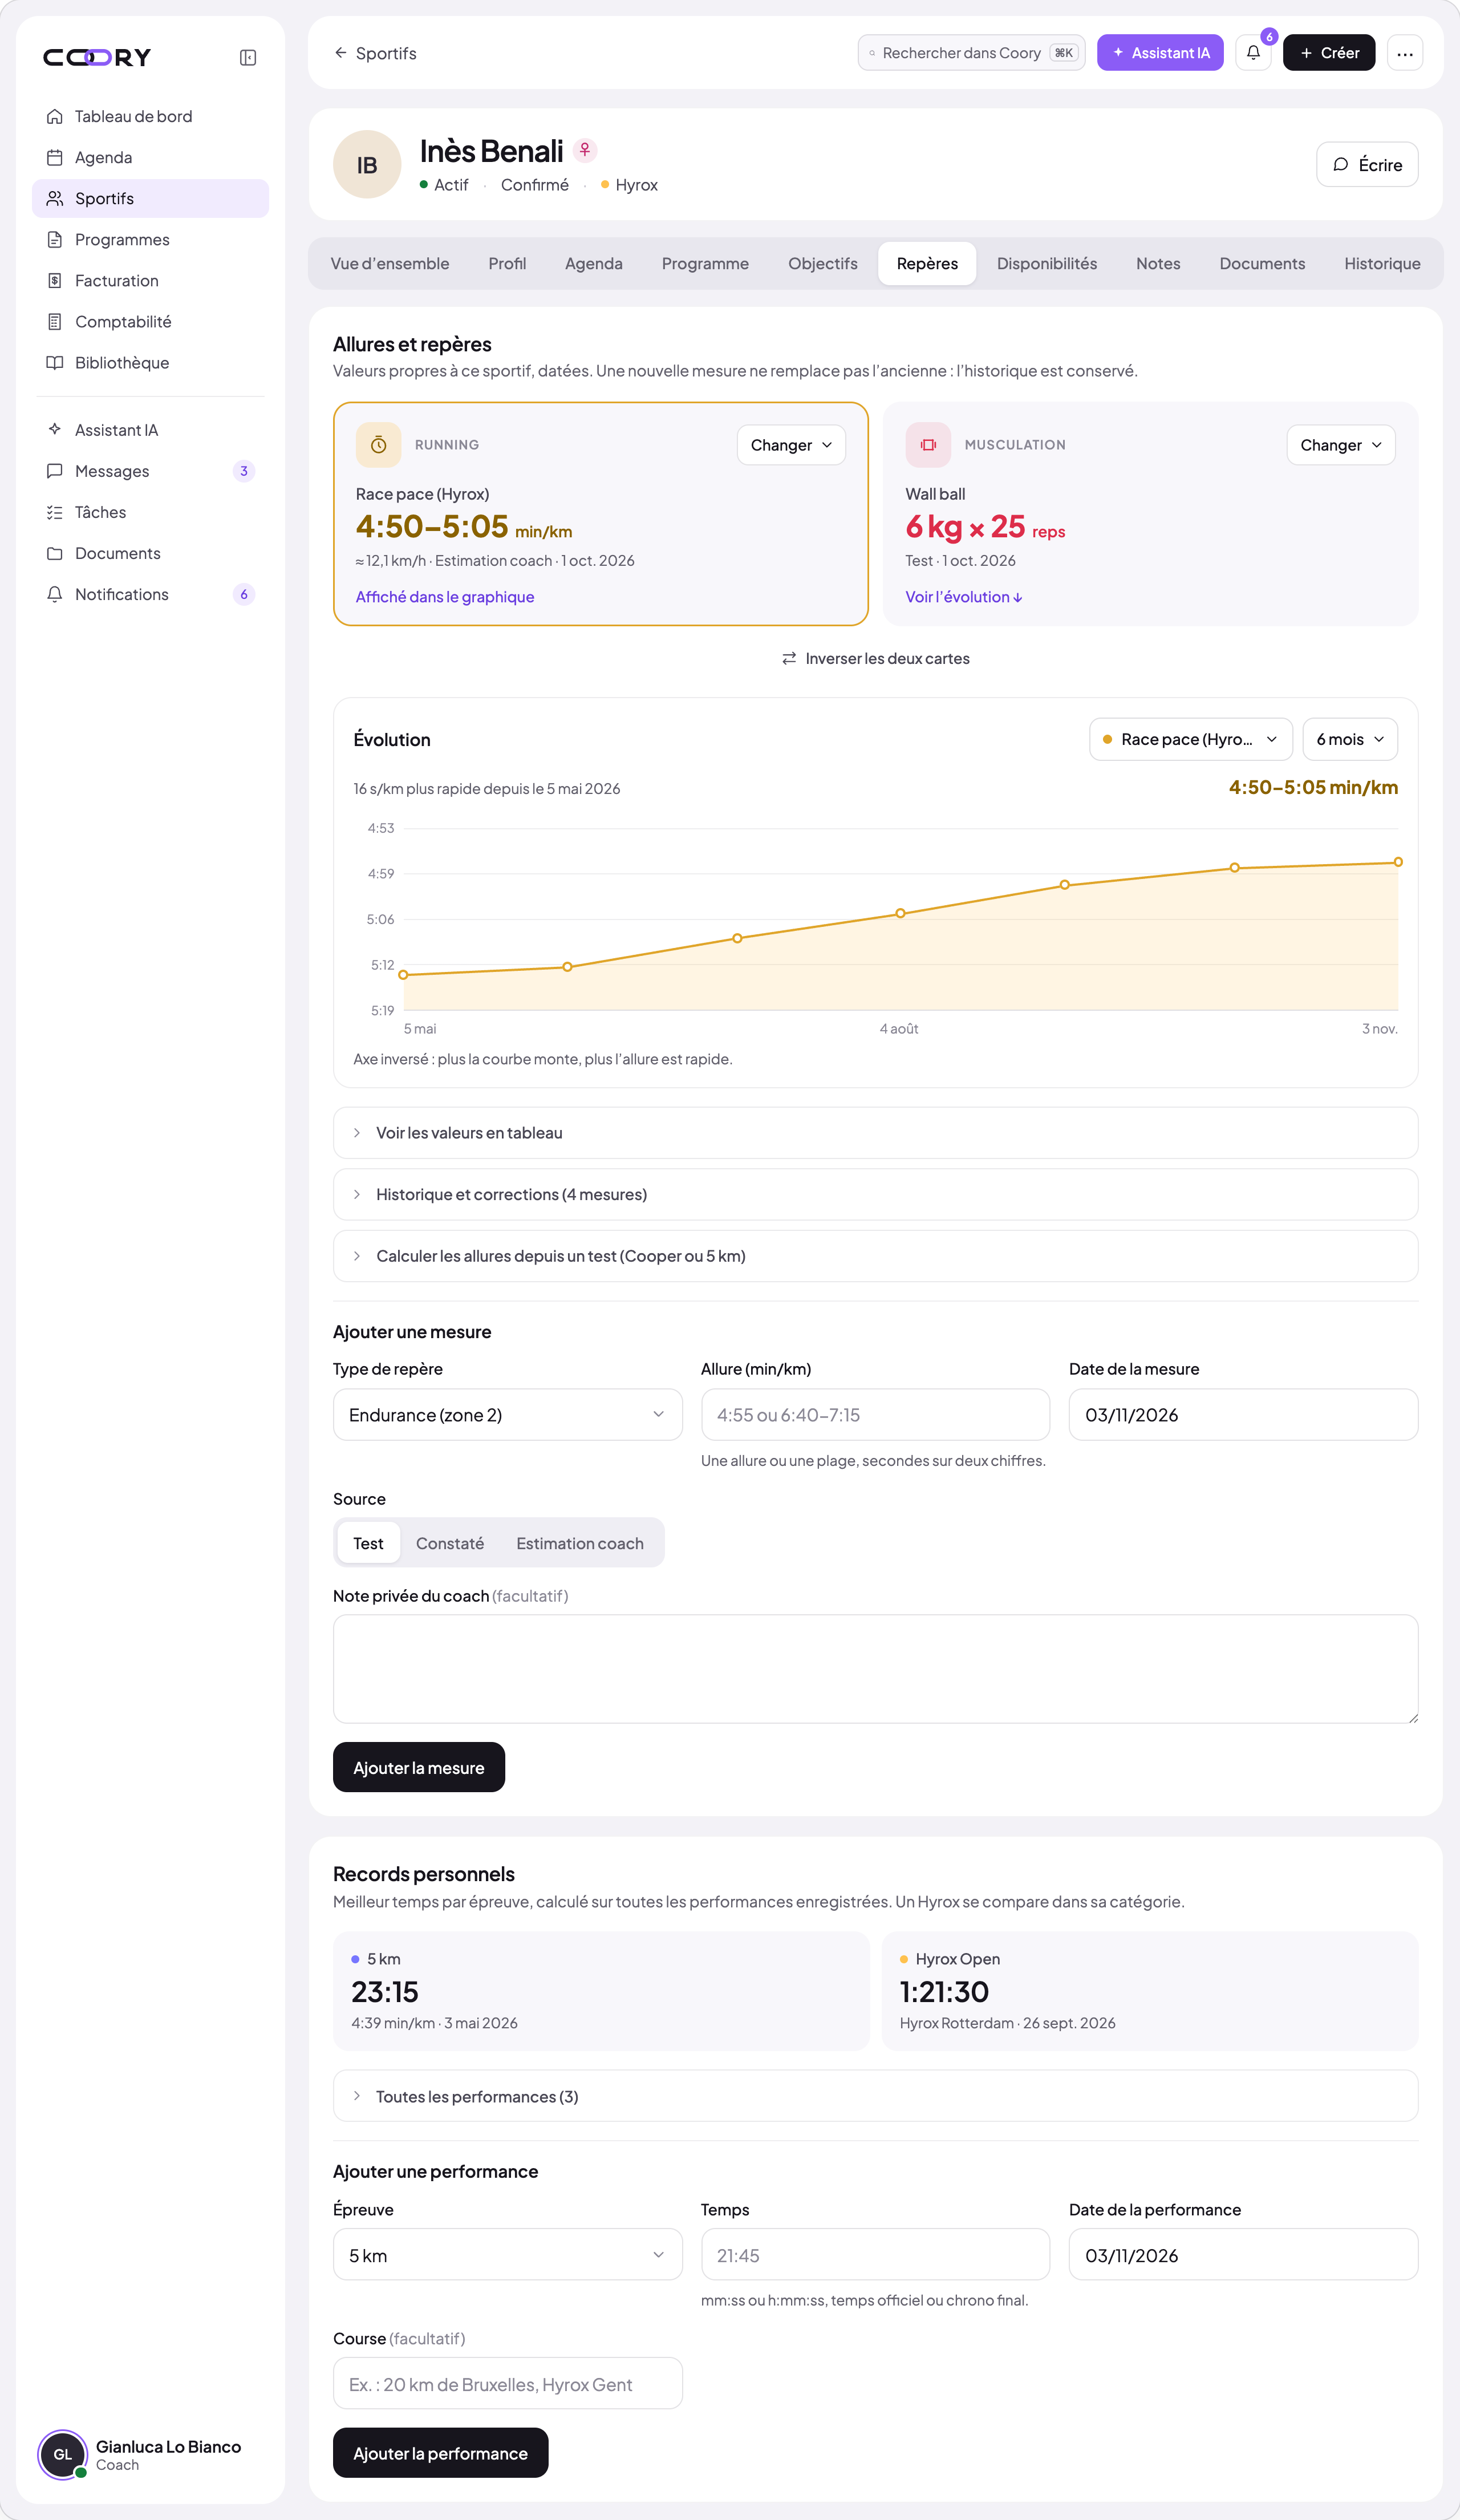 COORY
Tableau de bord
Agenda
Sportifs
Programmes
Facturation
Comptabilité
Bibliothèque
Assistant IA
Messages 3
Tâches
Documents
Notifications 6
GL
Gianluca Lo Bianco
Coach
← Sportifs
Rechercher dans Coory ⌘K
Assistant IA
6
+ Créer
...
IB
Inès Benali
Actif · Confirmé · Hyrox
Écrire
Vue d’ensemble
Profil
Agenda
Programme
Objectifs
Repères
Disponibilités
Notes
Documents
Historique
Allures et repères
Valeurs propres à ce sportif, datées. Une nouvelle mesure ne remplace pas l’ancienne : l’historique est conservé.
RUNNING
Changer
Race pace (Hyrox)
4:50–5:05 min/km
≈ 12,1 km/h · Estimation coach · 1 oct. 2026
Affiché dans le graphique
MUSCULATION
Changer
Wall ball
6 kg × 25 reps
Test · 1 oct. 2026
Voir l’évolution ↓
Inverser les deux cartes
Évolution
Race pace (Hyro...
6 mois
16 s/km plus rapide depuis le 5 mai 2026
4:50–5:05 min/km
4:53
4:59
5:06
5:12
5:19
5 mai
4 août
3 nov.
Axe inversé : plus la courbe monte, plus l’allure est rapide.
Voir les valeurs en tableau
Historique et corrections (4 mesures)
Calculer les allures depuis un test (Cooper ou 5 km)
Ajouter une mesure
Type de repère
Endurance (zone 2)
Allure (min/km)
4:55 ou 6:40–7:15
Une allure ou une plage, secondes sur deux chiffres.
Date de la mesure
03/11/2026
Source
Test
Constaté
Estimation coach
Note privée du coach (facultatif)
Ajouter la mesure
Records personnels
Meilleur temps par épreuve, calculé sur toutes les performances enregistrées. Un Hyrox se compare dans sa catégorie.
5 km
23:15
4:39 min/km · 3 mai 2026
Hyrox Open
1:21:30
Hyrox Rotterdam · 26 sept. 2026
Toutes les performances (3)
Ajouter une performance
Épreuve
5 km
Temps
21:45
mm:ss ou h:mm:ss, temps officiel ou chrono final.
Date de la performance
03/11/2026
Course (facultatif)
Ex. : 20 km de Bruxelles, Hyrox Gent
Ajouter la performance